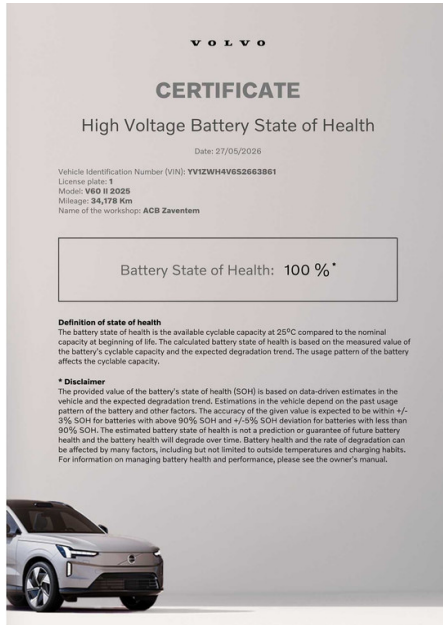 VOLVO
CERTIFICATE
High Voltage Battery State of Health
Date: 27/05/2026
Vehicle Identification Number (VIN): YV1ZWH4V6S2663861
License plate: 1
Model: V60 II 2025
Mileage: 34,178 Km
Name of the workshop: ACB Zaventem
Battery State of Health: 100 %*
Definition of state of health
The battery state of health is the available cyclable capacity at 25°C compared to the nominal
capacity at beginning of life. The calculated battery state of health is based on the measured value of
the battery's cyclable capacity and the expected degradation trend. The usage pattern of the battery
affects the cyclable capacity.
* Disclaimer
The provided value of the battery's state of health (SOH) is based on data-driven estimates in the
vehicle and the expected degradation trend. Estimations in the vehicle depend on the past usage
pattern of the battery and other factors. The accuracy of the given value is expected to be within +/-
3% SOH for batteries with above 90% SOH and +/-5% SOH deviation for batteries with less than
90% SOH. The estimated battery state of health is not a prediction or guarantee of future battery
health and the battery health will degrade over time. Battery health and the rate of degradation can
be affected by many factors, including but not limited to outside temperatures and charging habits.
For information on managing battery health and performance, please see the owner's manual.